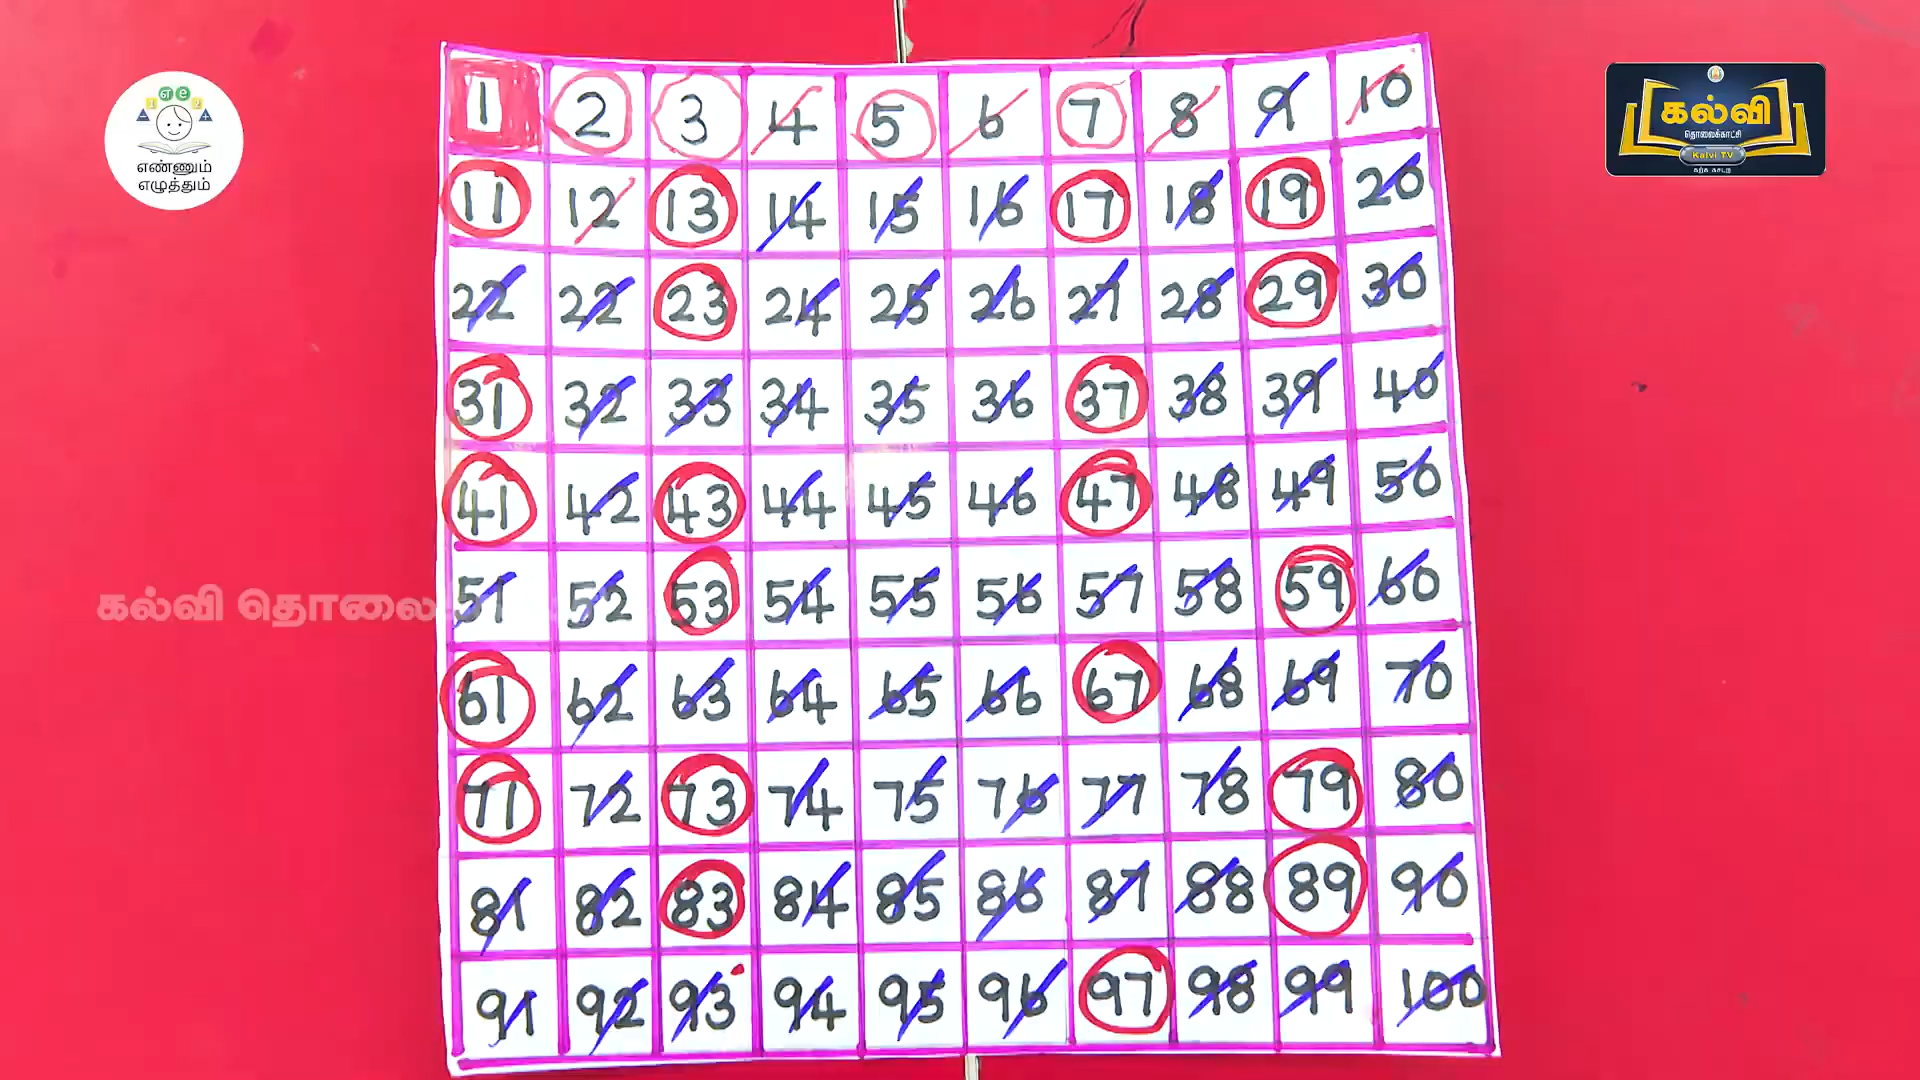 1 2 3 4 5 6 7 8 9 10
11 12 13 14 15 16 17 18 19 20
22 22 23 24 25 26 27 28 29 30
31 32 33 34 35 36 37 38 39 40
41 42 43 44 45 46 47 48 49 50
51 52 53 54 55 56 57 58 59 60
61 62 63 64 65 66 67 68 69 70
71 72 73 74 75 76 77 78 79 80
81 82 83 84 85 86 87 88 89 90
91 92 93 94 95 96 97 98 99 100
எண்ணும்
எழுத்தும்
கல்வி
தொலைக்காட்சி
Kalvi TV
கற்க கசடற
கல்வி தொலை